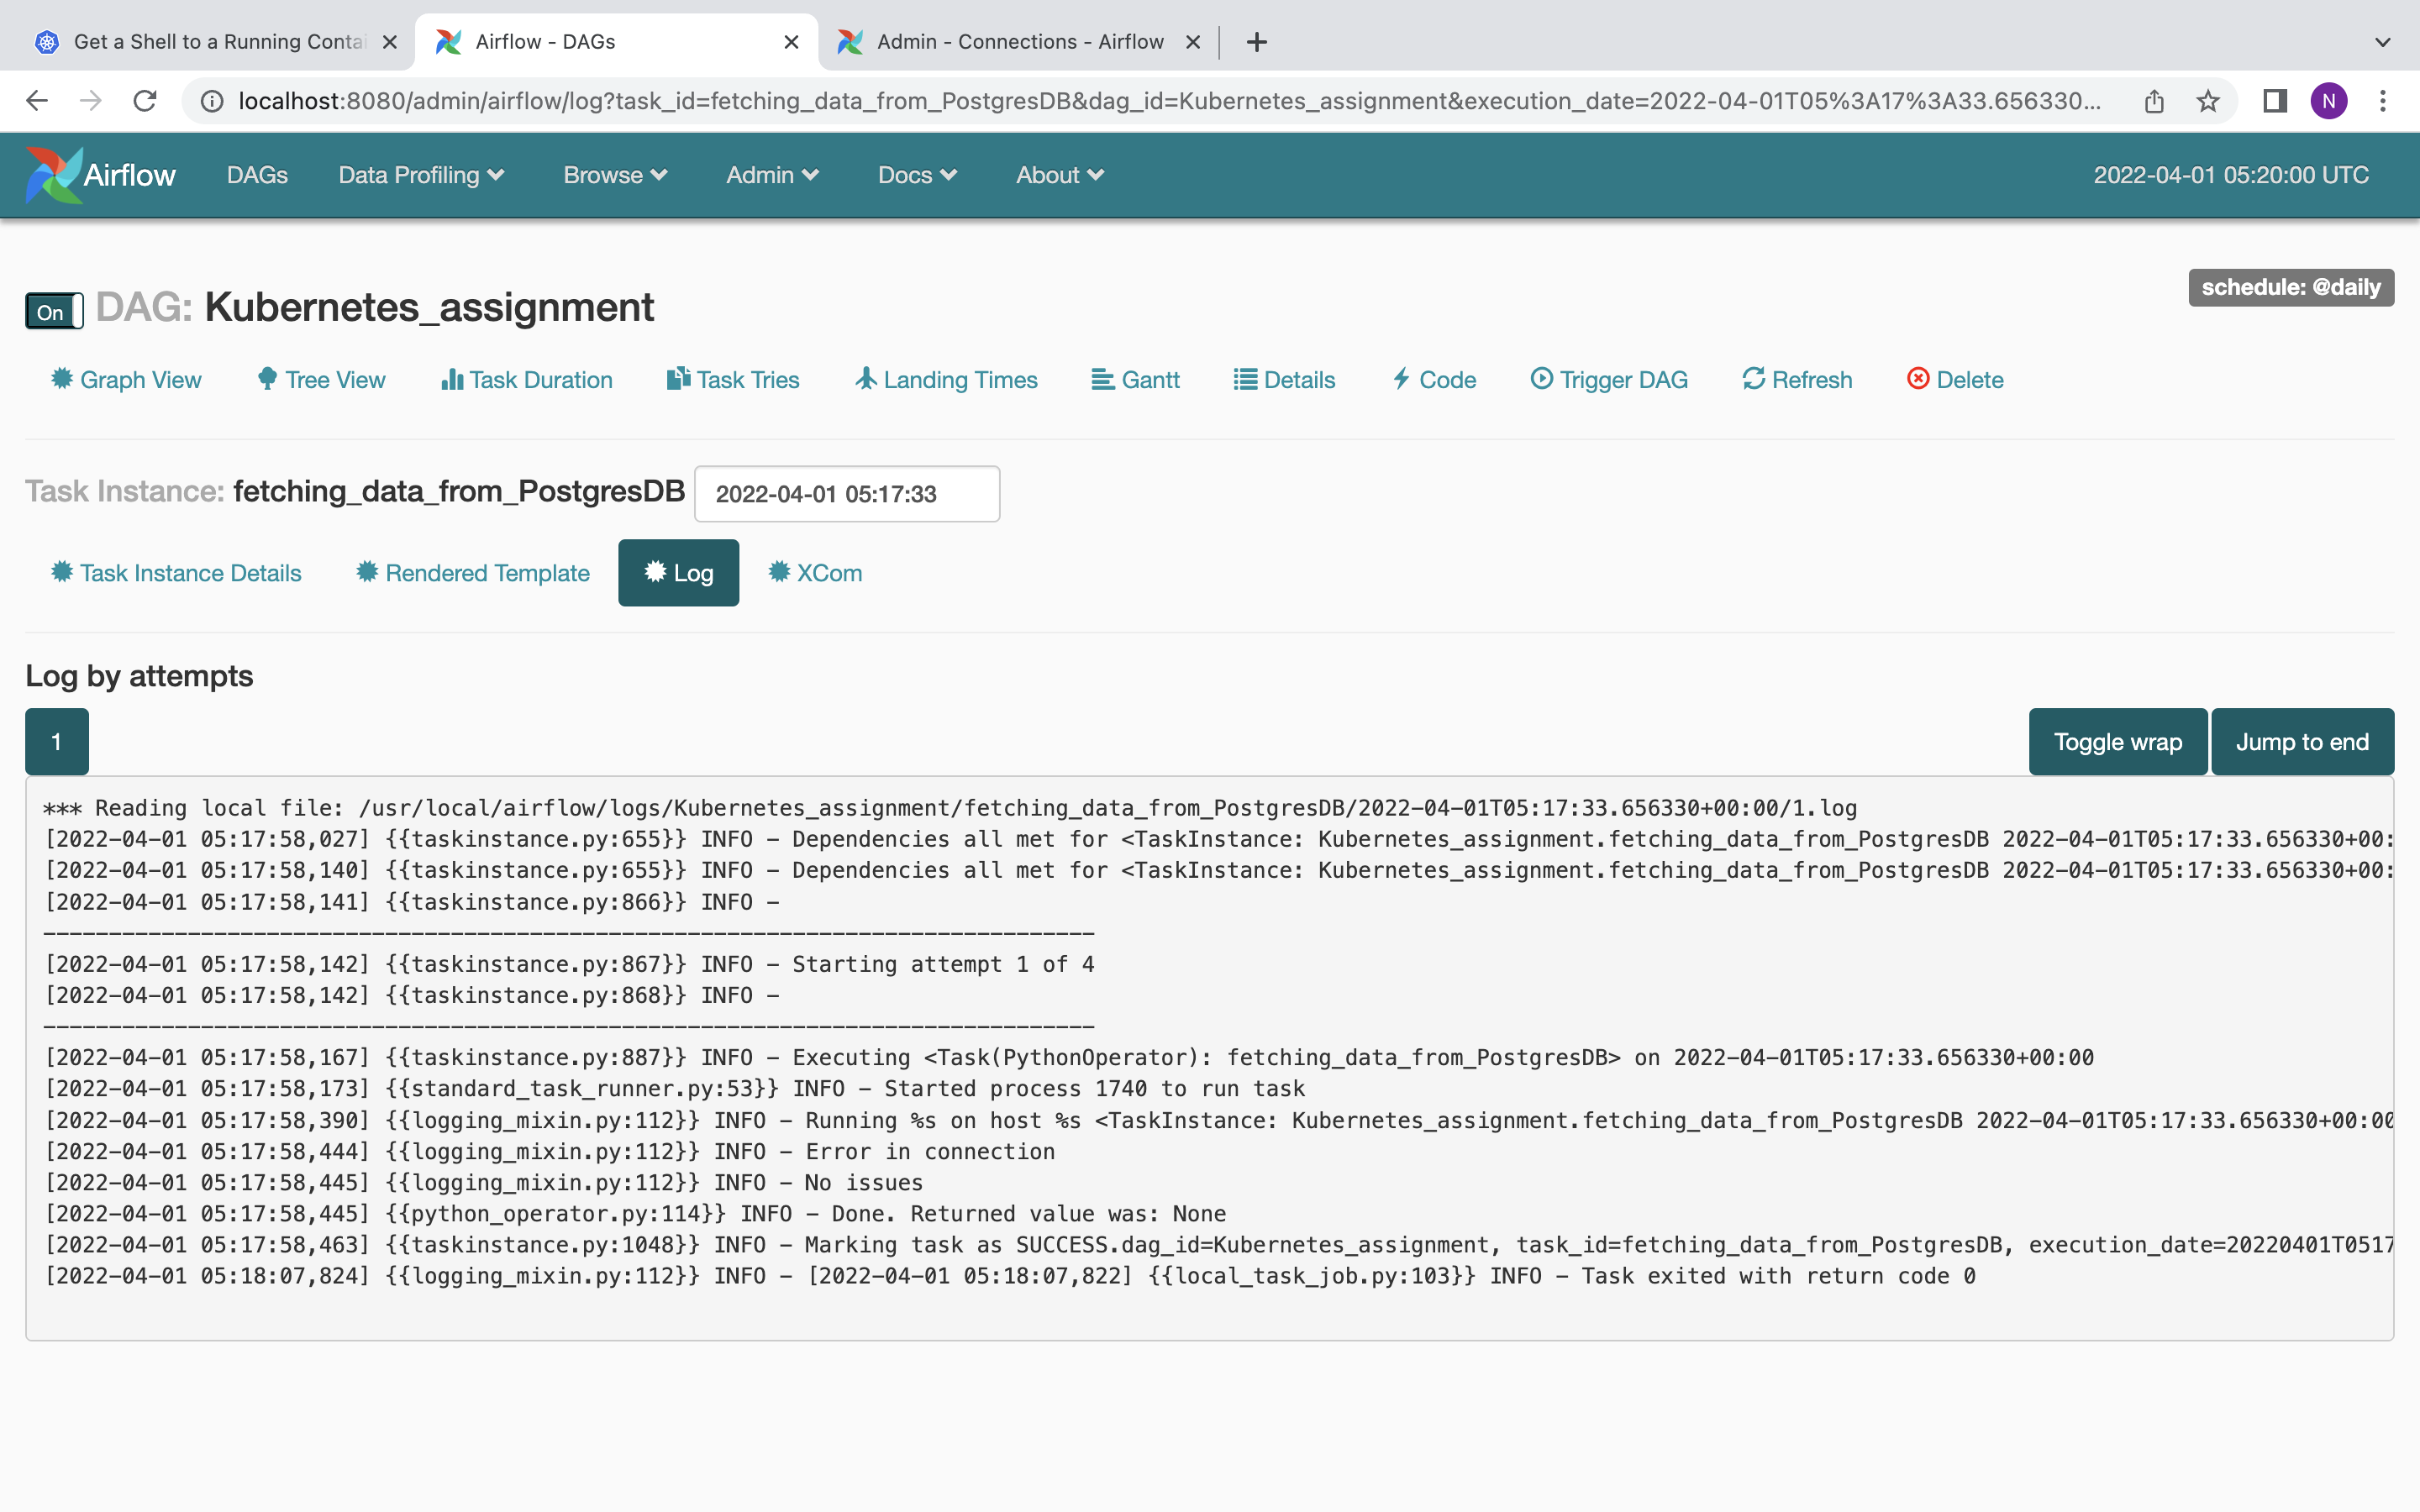 Get a Shell to a Running Contai
Airflow - DAGs
Admin - Connections - Airflow
localhost:8080/admin/airflow/log?task_id=fetching_data_from_PostgresDB&dag_id=Kubernetes_assignment&execution_date=2022-04-01T05%3A17%3A33.656330...
N
Airflow DAGs Data Profiling Browse Admin Docs About 2022-04-01 05:20:00 UTC
On DAG: Kubernetes_assignment
schedule: @daily
Graph View Tree View Task Duration Task Tries Landing Times Gantt Details Code Trigger DAG Refresh Delete
Task Instance: fetching_data_from_PostgresDB 2022-04-01 05:17:33
Task Instance Details Rendered Template Log XCom
Log by attempts
1
Toggle wrap Jump to end
*** Reading local file: /usr/local/airflow/logs/Kubernetes_assignment/fetching_data_from_PostgresDB/2022-04-01T05:17:33.656330+00:00/1.log
[2022-04-01 05:17:58,027] {{taskinstance.py:655}} INFO - Dependencies all met for <TaskInstance: Kubernetes_assignment.fetching_data_from_PostgresDB 2022-04-01T05:17:33.656330+00:
[2022-04-01 05:17:58,140] {{taskinstance.py:655}} INFO - Dependencies all met for <TaskInstance: Kubernetes_assignment.fetching_data_from_PostgresDB 2022-04-01T05:17:33.656330+00:
[2022-04-01 05:17:58,141] {{taskinstance.py:866}} INFO -
--------------------------------------------------------------------------------
[2022-04-01 05:17:58,142] {{taskinstance.py:867}} INFO - Starting attempt 1 of 4
[2022-04-01 05:17:58,142] {{taskinstance.py:868}} INFO -
--------------------------------------------------------------------------------
[2022-04-01 05:17:58,167] {{taskinstance.py:887}} INFO - Executing <Task(PythonOperator): fetching_data_from_PostgresDB> on 2022-04-01T05:17:33.656330+00:00
[2022-04-01 05:17:58,173] {{standard_task_runner.py:53}} INFO - Started process 1740 to run task
[2022-04-01 05:17:58,390] {{logging_mixin.py:112}} INFO - Running %s on host %s <TaskInstance: Kubernetes_assignment.fetching_data_from_PostgresDB 2022-04-01T05:17:33.656330+00:00
[2022-04-01 05:17:58,444] {{logging_mixin.py:112}} INFO - Error in connection
[2022-04-01 05:17:58,445] {{logging_mixin.py:112}} INFO - No issues
[2022-04-01 05:17:58,445] {{python_operator.py:114}} INFO - Done. Returned value was: None
[2022-04-01 05:17:58,463] {{taskinstance.py:1048}} INFO - Marking task as SUCCESS.dag_id=Kubernetes_assignment, task_id=fetching_data_from_PostgresDB, execution_date=20220401T0517
[2022-04-01 05:18:07,824] {{logging_mixin.py:112}} INFO - [2022-04-01 05:18:07,822] {{local_task_job.py:103}} INFO - Task exited with return code 0